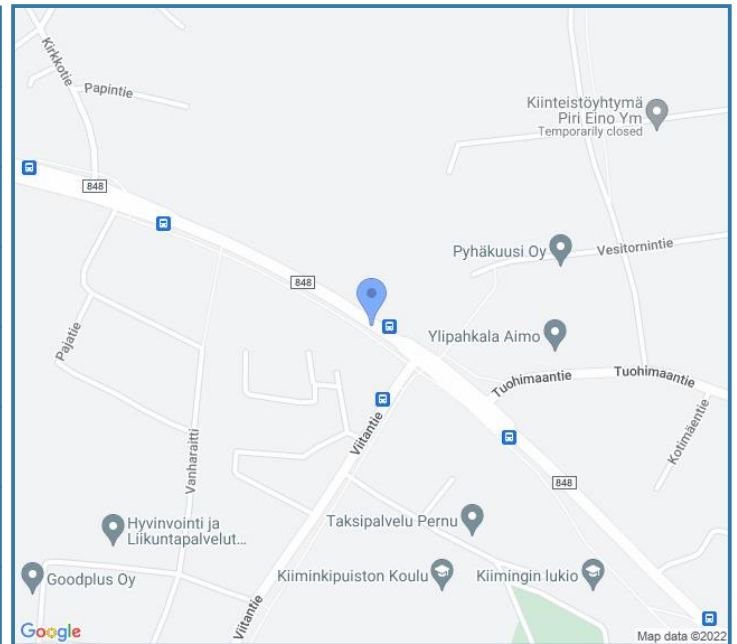 Kirkkotie
Papintie
Kiinteistöyhtymä
Piri Eino Ym
Temporarily closed
848
Pyhäkuusi Oy
Vesitornintie
848
Pajatie
Ylipahkala Aimo
Tuohimaantie
Tuohimaantie
Kotimäentie
Viitantie
Vanharaitti
848
Hyvinvointi ja
Liikuntapalvelut...
Taksipalvelu Pernu
Goodplus Oy
Kiiminkipuiston Koulu
Kiimingin lukio
Viitantie
Google
Map data ©2022